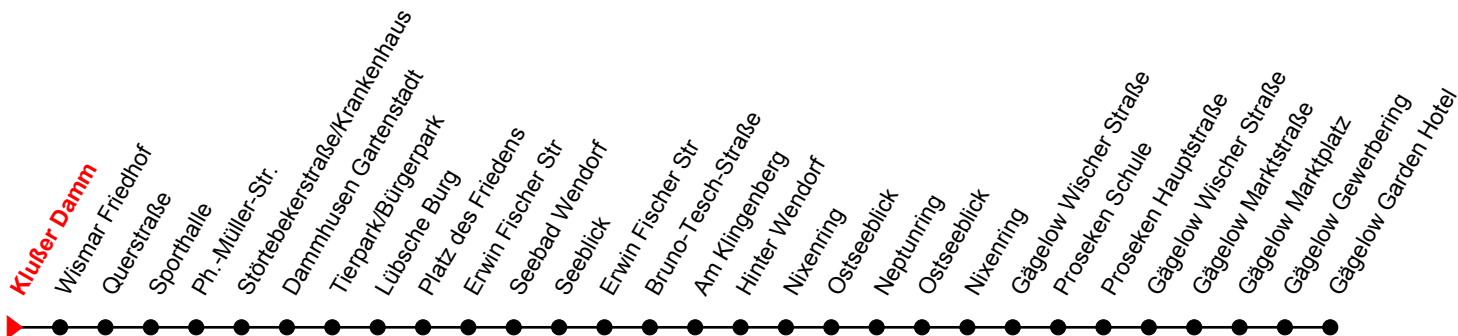 Klußer Damm
Wismar Friedhof
Querstraße
Sporthalle
Ph.-Müller-Str.
Störtebekerstraße/Krankenhaus
Dammhusen Gartenstadt
Tierpark/Bürgerpark
Lübsche Burg
Platz des Friedens
Erwin Fischer Str
Seebad Wendorf
Seeblick
Erwin Fischer Str
Bruno-Tesch-Straße
Am Klingenberg
Hinter Wendorf
Nixenring
Ostseeblick
Neptunring
Ostseeblick
Nixenring
Gägelow Wischer Straße
Proseken Schule
Proseken Hauptstraße
Gägelow Wischer Straße
Gägelow Marktstraße
Gägelow Marktplatz
Gägelow Gewerbering
Gägelow Garden Hotel